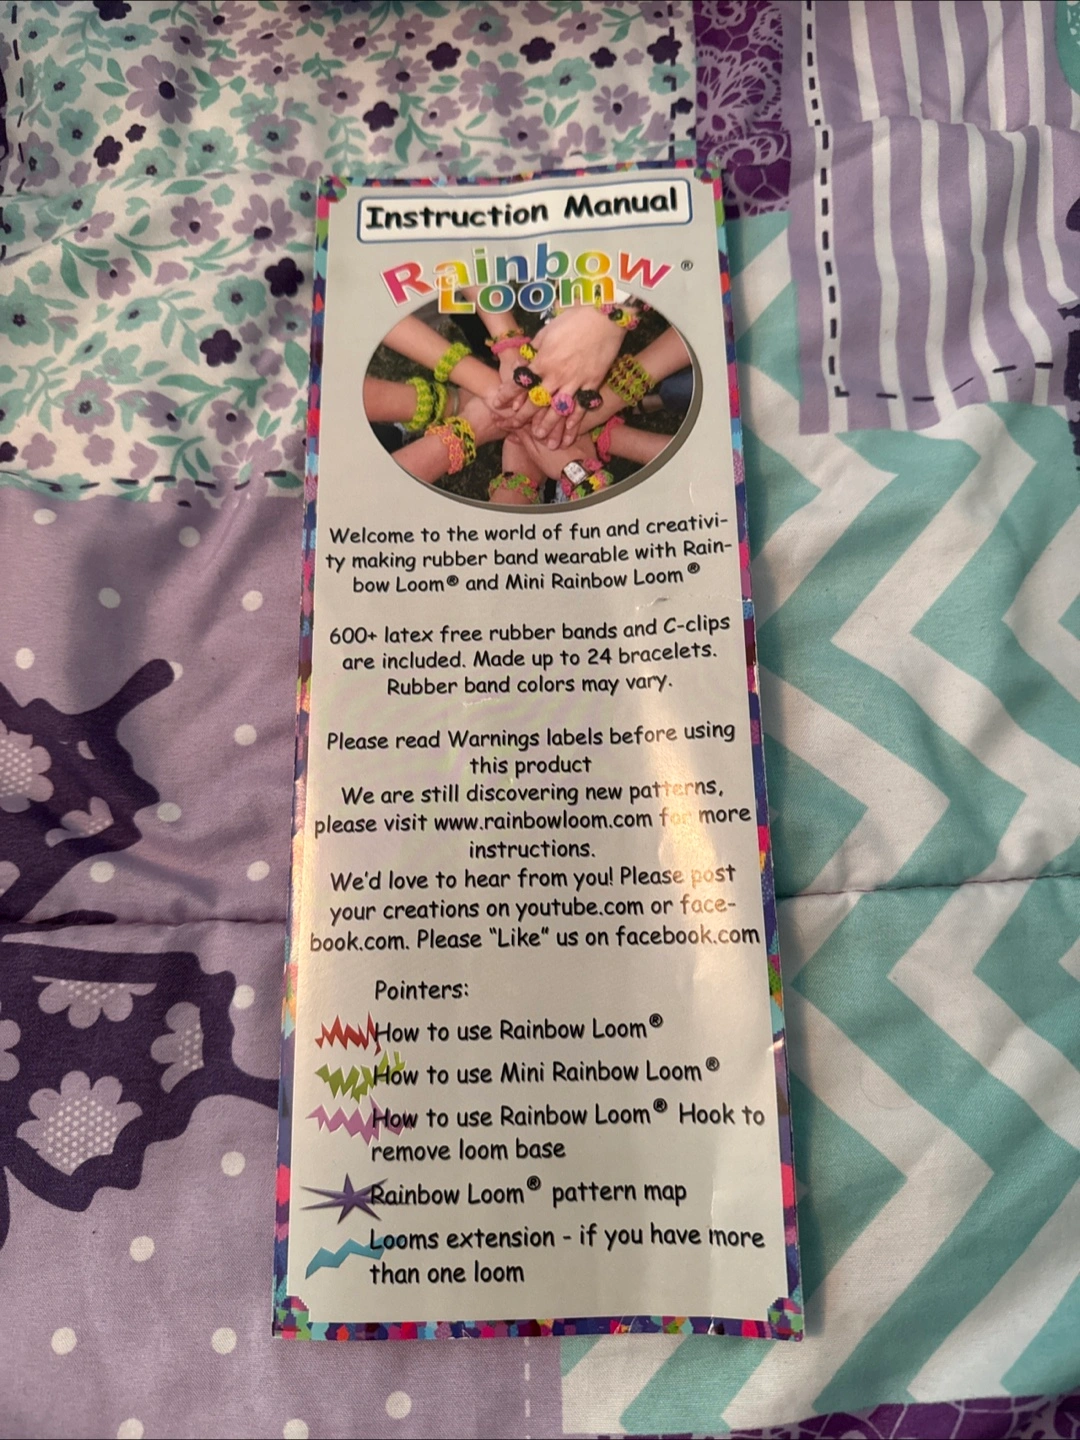 Instruction Manual
Rainbow ®
Loom
Welcome to the world of fun and creativi-
ty making rubber band wearable with Rain-
bow Loom® and Mini Rainbow Loom®
600+ latex free rubber bands and C-clips
are included. Made up to 24 bracelets.
Rubber band colors may vary.
Please read Warnings labels before using
this product
We are still discovering new patterns,
please visit www.rainbowloom.com for more
instructions.
We'd love to hear from you! Please post
your creations on youtube.com or face-
book.com. Please "Like" us on facebook.com
Pointers:
How to use Rainbow Loom®
How to use Mini Rainbow Loom®
How to use Rainbow Loom® Hook to
remove loom base
Rainbow Loom® pattern map
Looms extension - if you have more
than one loom